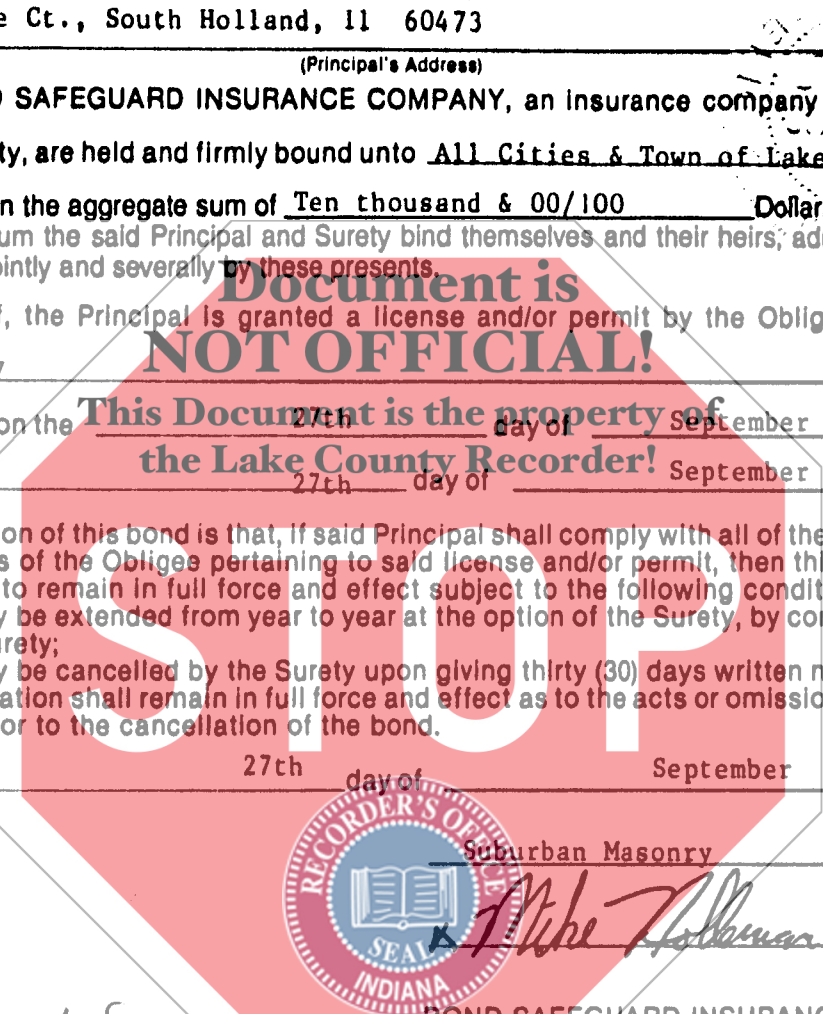 e Ct., South Holland, Il 60473
(Principal's Address)
SAFEGUARD INSURANCE COMPANY, an insurance company
ty, are held and firmly bound unto All Cities & Town of Lake
n the aggregate sum of Ten thousand & 00/100 Dollar
um the said Principal and Surety bind themselves and their heirs, ad
ointly and severally by these presents.
Document is
f, the Principal is granted a license and/or permit by the Oblig
NOT OFFICIAL!
This Document is the property of
on the 27th day of September
the Lake County Recorder!
27th day of September
on of this bond is that, if said Principal shall comply with all of the
s of the Obligee pertaining to said license and/or permit, then th
to remain in full force and effect subject to the following condit
y be extended from year to year at the option of the Surety, by co
rety;
y be cancelled by the Surety upon giving thirty (30) days written n
ation shall remain in full force and effect as to the acts or omissio
or to the cancellation of the bond.
STOP
27th day of September
RECORDER'S OFFICE
SEAL
INDIANA
Suburban Masonry
Mike Holleman
BOND SAFEGUARD INSURANC